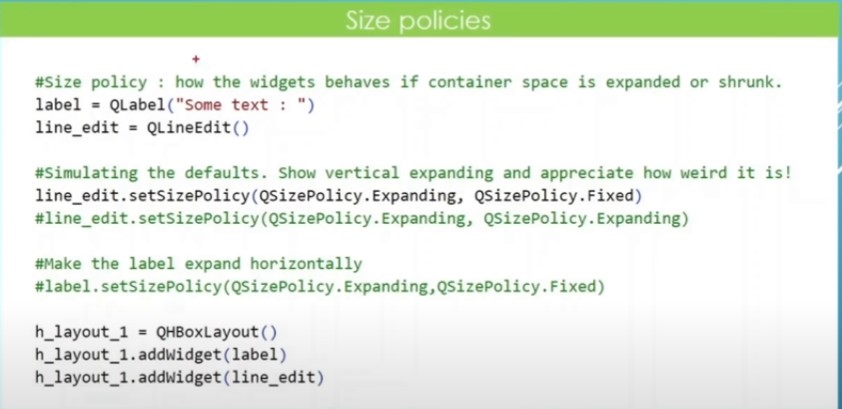 Size policies
#Size policy : how the widgets behaves if container space is expanded or shrunk.
label = QLabel("Some text : ")
line_edit = QLineEdit()
#Simulating the defaults. Show vertical expanding and appreciate how weird it is!
line_edit.setSizePolicy(QSizePolicy.Expanding, QSizePolicy.Fixed)
#line_edit.setSizePolicy(QSizePolicy.Expanding, QSizePolicy.Expanding)
#Make the label expand horizontally
#label.setSizePolicy(QSizePolicy.Expanding,QSizePolicy.Fixed)
h_layout_1 = QHBoxLayout()
h_layout_1.addWidget(label)
h_layout_1.addWidget(line_edit)